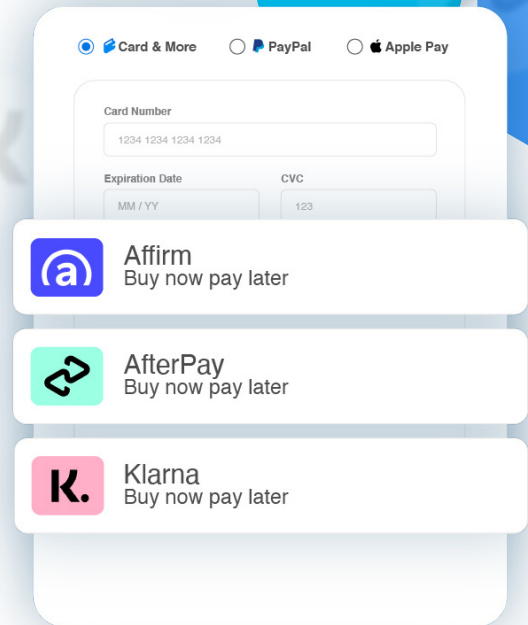 Card & More PayPal Apple Pay
Card Number
1234 1234 1234 1234
Expiration Date CVC
MM / YY 123
a Affirm
Buy now pay later
AfterPay
Buy now pay later
K. Klarna
Buy now pay later